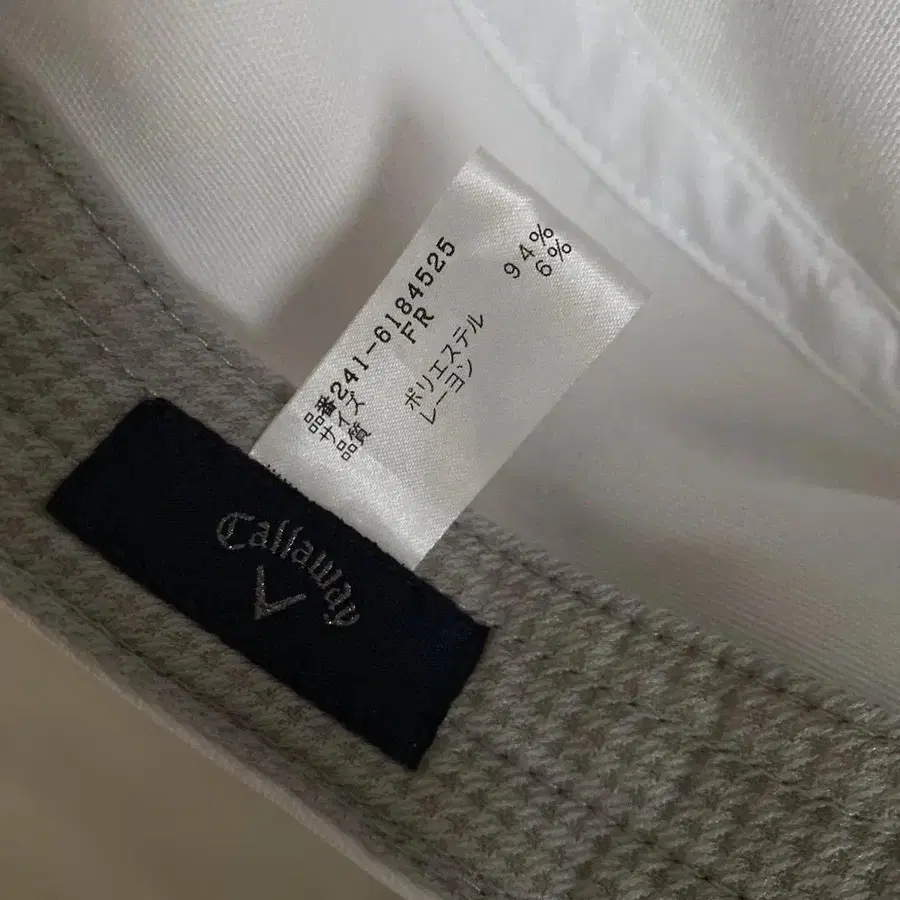 品番241-6184525
サイズ FR
品質 ポリエステル 94%
レーヨン 6%
Callaway